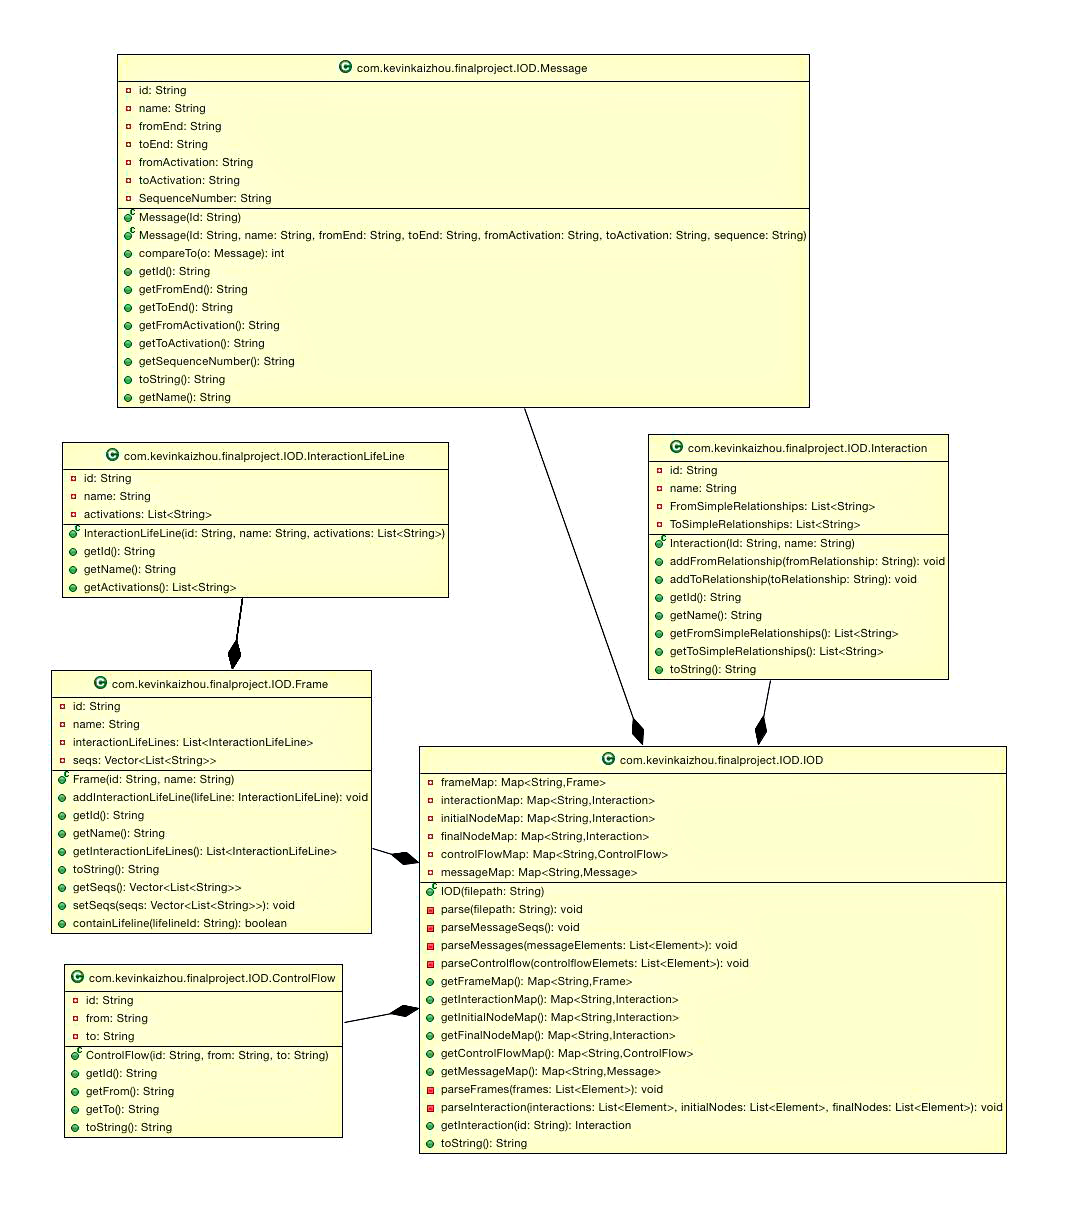 com.kevinkaizhou.finalproject.IOD.Message
id: String
name: String
fromEnd: String
toEnd: String
fromActivation: String
toActivation: String
SequenceNumber: String
Message(Id: String)
Message(Id: String, name: String, fromEnd: String, toEnd: String, fromActivation: String, toActivation: String, sequence: String)
compareTo(o: Message): int
getId(): String
getFromEnd(): String
getToEnd(): String
getFromActivation(): String
getToActivation(): String
getSequenceNumber(): String
toString(): String
getName(): String
com.kevinkaizhou.finalproject.IOD.InteractionLifeLine
id: String
name: String
activations: List<String>
InteractionLifeLine(id: String, name: String, activations: List<String>)
getId(): String
getName(): String
getActivations(): List<String>
com.kevinkaizhou.finalproject.IOD.Interaction
id: String
name: String
FromSimpleRelationships: List<String>
ToSimpleRelationships: List<String>
Interaction(Id: String, name: String)
addFromRelationship(fromRelationship: String): void
addToRelationship(toRelationship: String): void
getId(): String
getName(): String
getFromSimpleRelationships(): List<String>
getToSimpleRelationships(): List<String>
toString(): String
com.kevinkaizhou.finalproject.IOD.Frame
id: String
name: String
interactionLifeLines: List<InteractionLifeLine>
seqs: Vector<List<String>>
Frame(id: String, name: String)
addInteractionLifeLine(lifeLine: InteractionLifeLine): void
getId(): String
getName(): String
getInteractionLifeLines(): List<InteractionLifeLine>
toString(): String
getSeqs(): Vector<List<String>>
setSeqs(seqs: Vector<List<String>>): void
containLifeline(lifelineId: String): boolean
com.kevinkaizhou.finalproject.IOD.IOD
frameMap: Map<String,Frame>
interactionMap: Map<String,Interaction>
initialNodeMap: Map<String,Interaction>
finalNodeMap: Map<String,Interaction>
controlFlowMap: Map<String,ControlFlow>
messageMap: Map<String,Message>
IOD(filepath: String)
parse(filepath: String): void
parseMessageSeqs(): void
parseMessages(messageElements: List<Element>): void
parseControlflow(controlflowElemets: List<Element>): void
getFrameMap(): Map<String,Frame>
getInteractionMap(): Map<String,Interaction>
getInitialNodeMap(): Map<String,Interaction>
getFinalNodeMap(): Map<String,Interaction>
getControlFlowMap(): Map<String,ControlFlow>
getMessageMap(): Map<String,Message>
parseFrames(frames: List<Element>): void
parseInteraction(interactions: List<Element>, initialNodes: List<Element>, finalNodes: List<Element>): void
getInteraction(id: String): Interaction
toString(): String
com.kevinkaizhou.finalproject.IOD.ControlFlow
id: String
from: String
to: String
ControlFlow(id: String, from: String, to: String)
getId(): String
getFrom(): String
getTo(): String
toString(): String